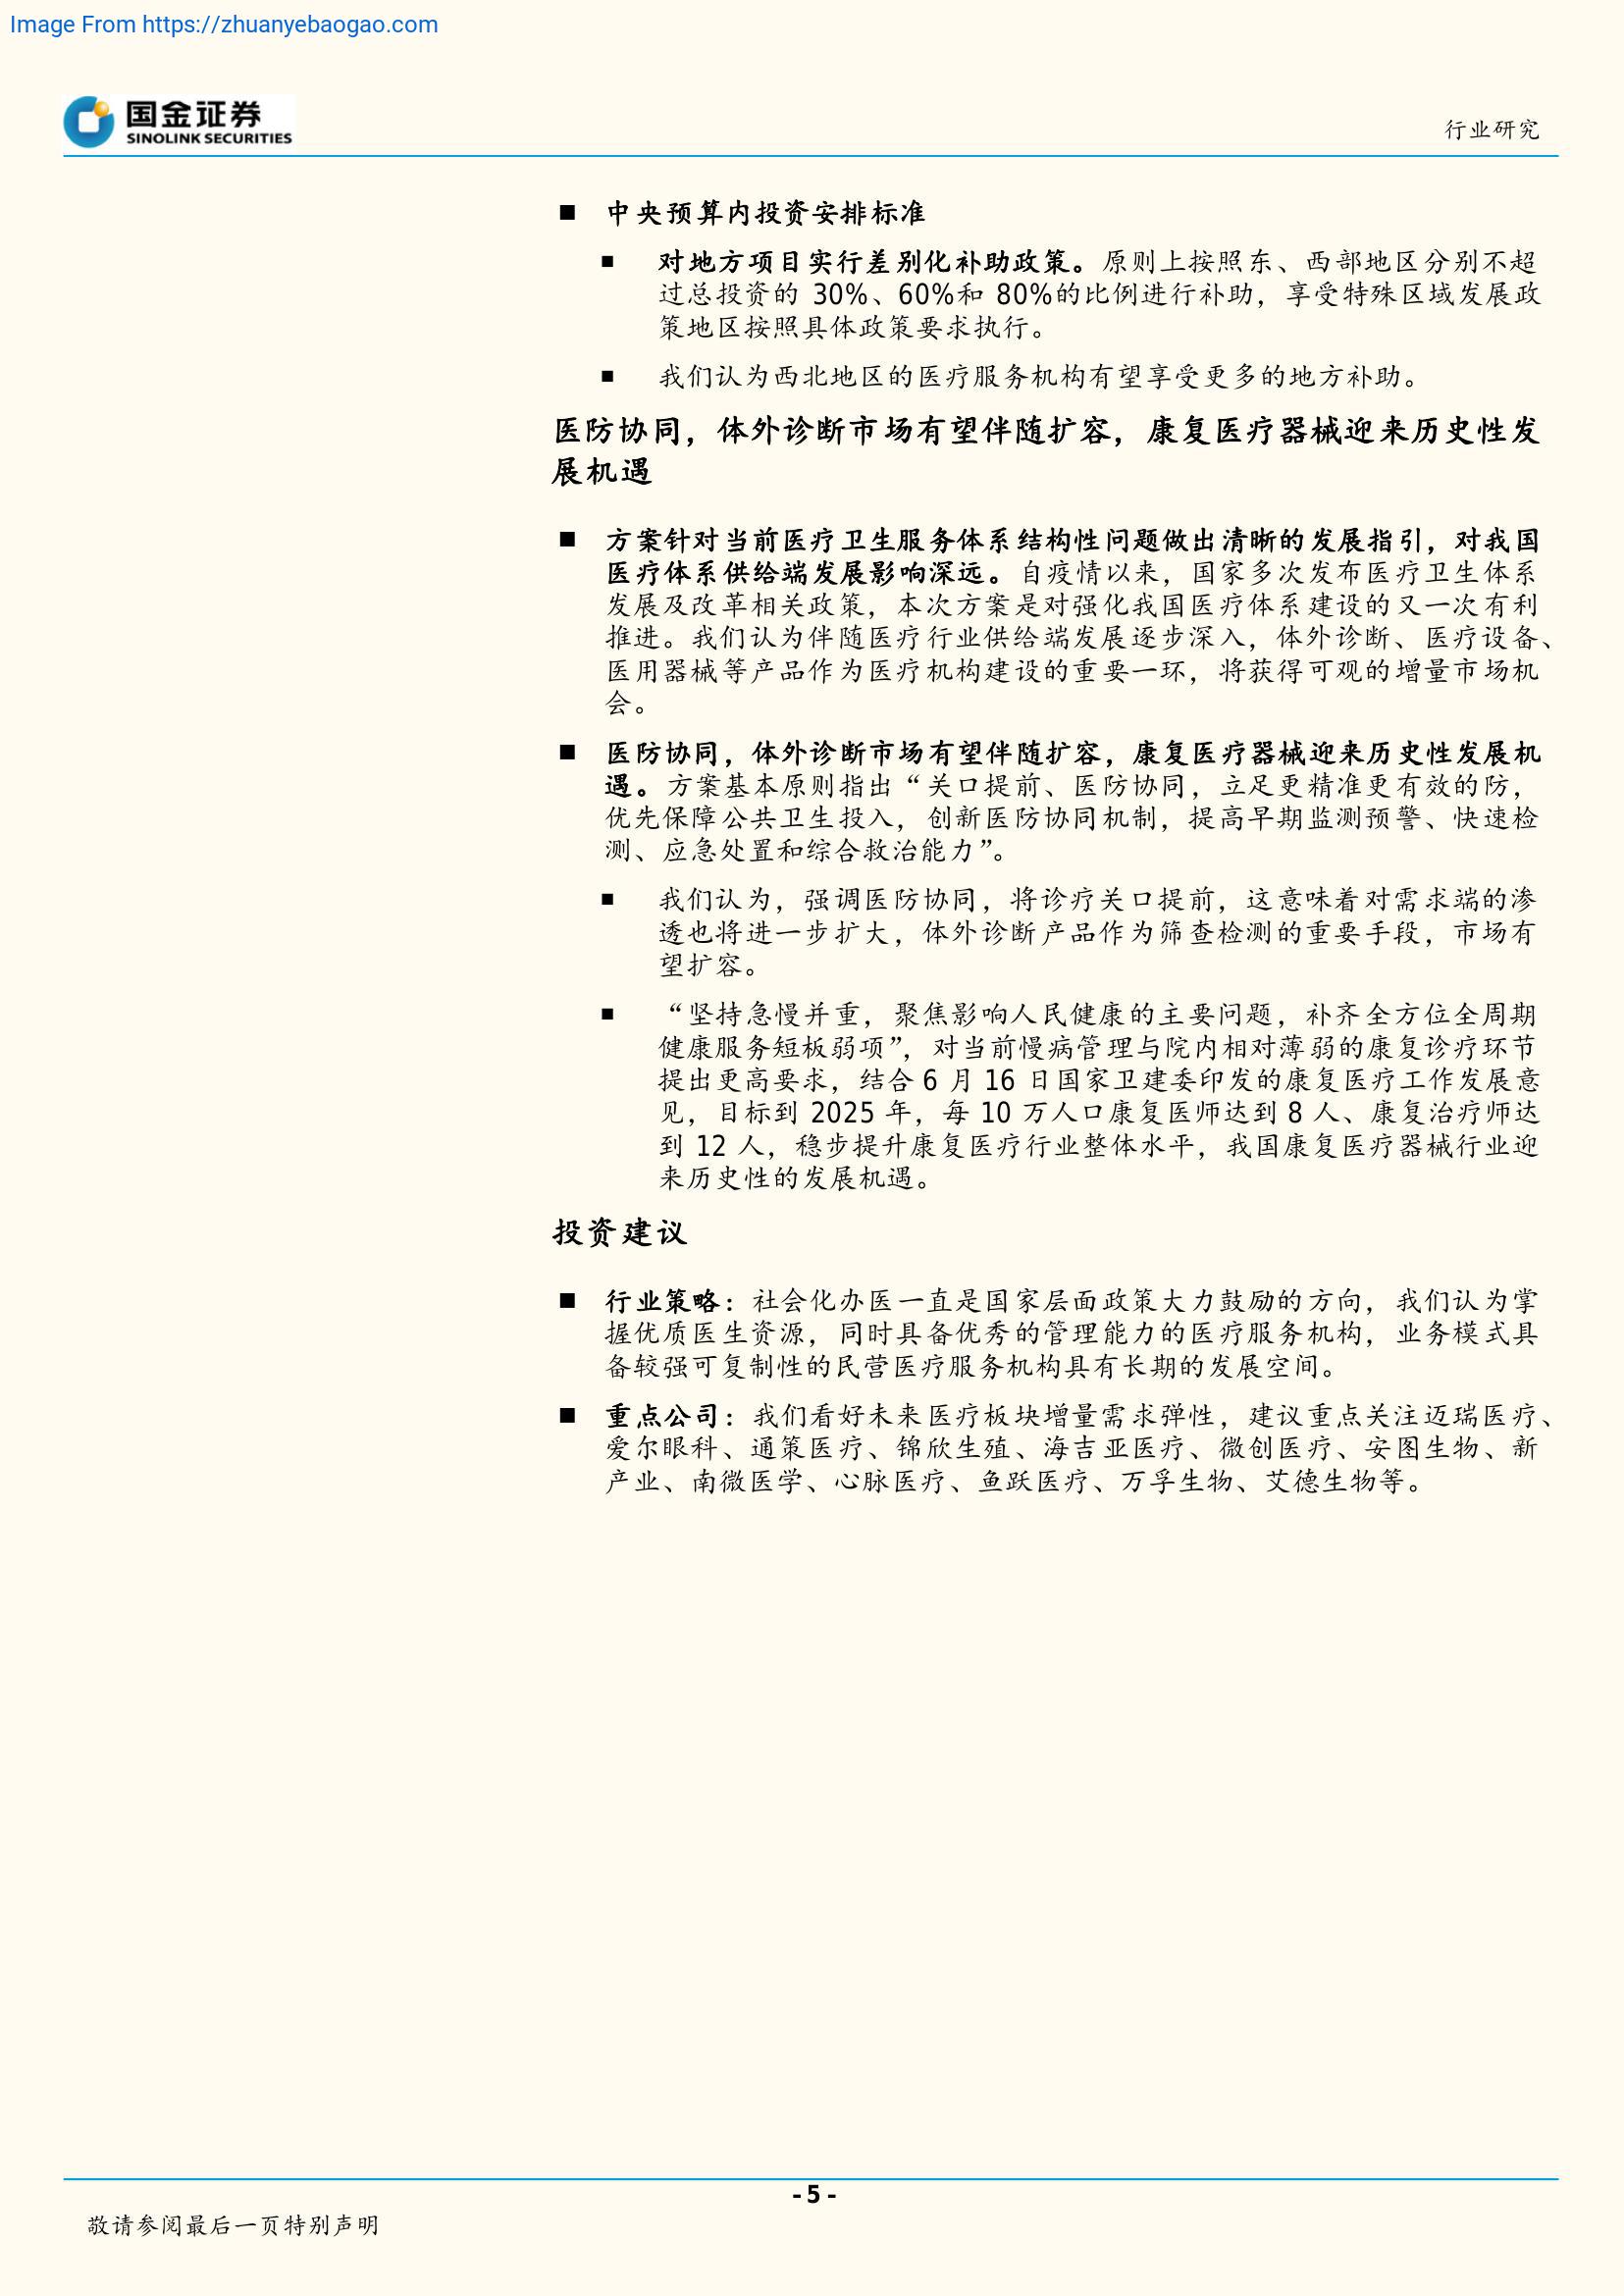 Image From https://zhuanyebaogao.com
国金证券
SINOLINK SECURITIES
行业研究
■ 中央预算内投资安排标准
■ 对地方项目实行差别化补助政策。原则上按照东、西部地区分别不超
过总投资的 30%、60%和 80%的比例进行补助，享受特殊区域发展政
策地区按照具体政策要求执行。
■ 我们认为西北地区的医疗服务机构有望享受更多的地方补助。
医防协同，体外诊断市场有望伴随扩容，康复医疗器械迎来历史性发
展机遇
■ 方案针对当前医疗卫生服务体系结构性问题做出清晰的发展指引，对我国
医疗体系供给端发展影响深远。自疫情以来，国家多次发布医疗卫生体系
发展及改革相关政策，本次方案是对强化我国医疗体系建设的又一次有利
推进。我们认为伴随医疗行业供给端发展逐步深入，体外诊断、医疗设备、
医用器械等产品作为医疗机构建设的重要一环，将获得可观的增量市场机
会。
■ 医防协同，体外诊断市场有望伴随扩容，康复医疗器械迎来历史性发展机
遇。方案基本原则指出“关口提前、医防协同，立足更精准更有效的防，
优先保障公共卫生投入，创新医防协同机制，提高早期监测预警、快速检
测、应急处置和综合救治能力”。
■ 我们认为，强调医防协同，将诊疗关口提前，这意味着对需求端的渗
透也将进一步扩大，体外诊断产品作为筛查检测的重要手段，市场有
望扩容。
■ “坚持急慢并重，聚焦影响人民健康的主要问题，补齐全方位全周期
健康服务短板弱项”，对当前慢病管理与院内相对薄弱的康复诊疗环节
提出更高要求，结合 6 月 16 日国家卫建委印发的康复医疗工作发展意
见，目标到 2025 年，每 10 万人口康复医师达到 8 人、康复治疗师达
到 12 人，稳步提升康复医疗行业整体水平，我国康复医疗器械行业迎
来历史性的发展机遇。
投资建议
■ 行业策略：社会化办医一直是国家层面政策大力鼓励的方向，我们认为掌
握优质医生资源，同时具备优秀的管理能力的医疗服务机构，业务模式具
备较强可复制性的民营医疗服务机构具有长期的发展空间。
■ 重点公司：我们看好未来医疗板块增量需求弹性，建议重点关注迈瑞医疗、
爱尔眼科、通策医疗、锦欣生殖、海吉亚医疗、微创医疗、安图生物、新
产业、南微医学、心脉医疗、鱼跃医疗、万孚生物、艾德生物等。
- 5 -
敬请参阅最后一页特别声明